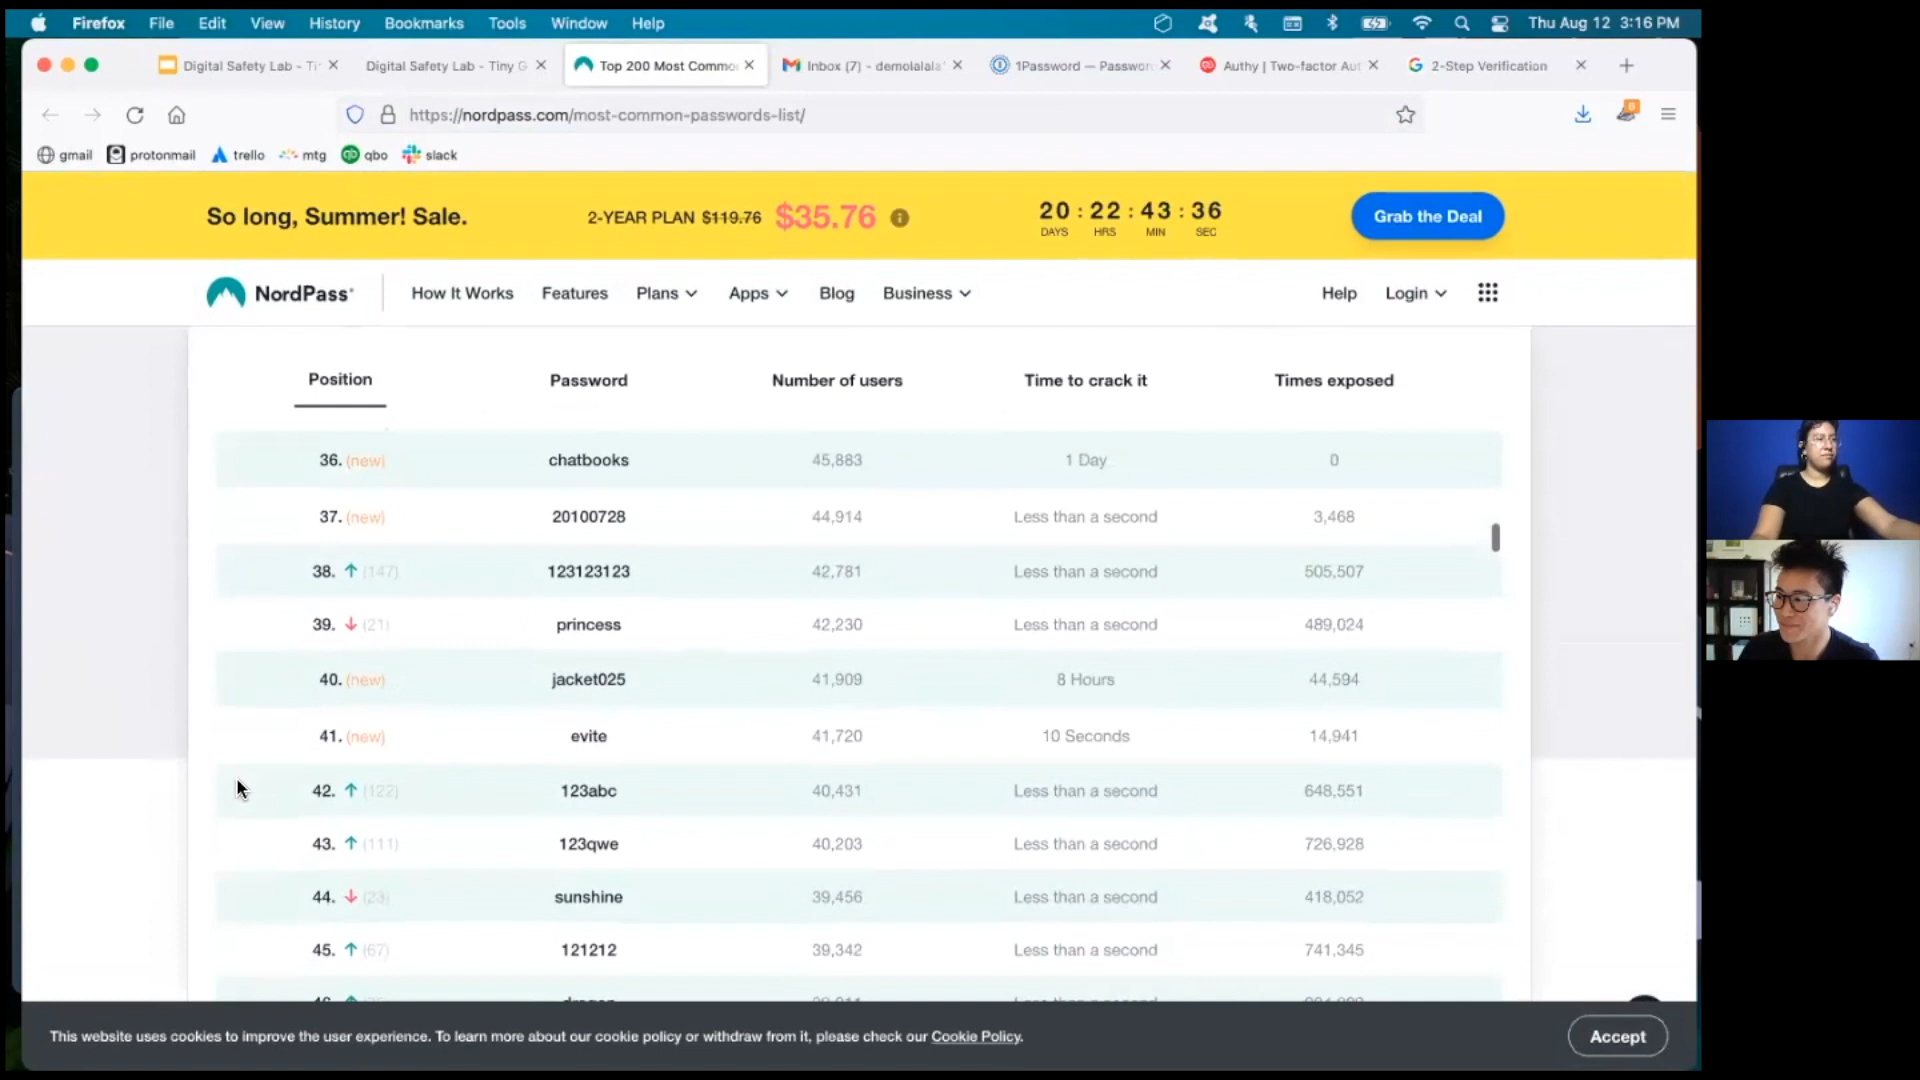 Firefox File Edit View History Bookmarks Tools Window Help Thu Aug 12 3:16 PM
Digital Safety Lab - Ti Digital Safety Lab - Tiny G Top 200 Most Commo Inbox (7) - demolalala 1Password — Passwor Authy | Two-factor Aut 2-Step Verification
https://nordpass.com/most-common-passwords-list/
gmail protonmail trello mtg qbo slack
So long, Summer! Sale. 2-YEAR PLAN $119.76 $35.76 20 : 22 : 43 : 36 Grab the Deal
DAYS HRS MIN SEC
NordPass® How It Works Features Plans Apps Blog Business Help Login
Position Password Number of users Time to crack it Times exposed
36. (new) chatbooks 45,883 1 Day 0
37. (new) 20100728 44,914 Less than a second 3,468
38. ↑ (147) 123123123 42,781 Less than a second 505,507
39. ↓ (21) princess 42,230 Less than a second 489,024
40. (new) jacket025 41,909 8 Hours 44,594
41. (new) evite 41,720 10 Seconds 14,941
42. ↑ (122) 123abc 40,431 Less than a second 648,551
43. ↑ (111) 123qwe 40,203 Less than a second 726,928
44. ↓ (23) sunshine 39,456 Less than a second 418,052
45. ↑ (67) 121212 39,342 Less than a second 741,345
This website uses cookies to improve the user experience. To learn more about our cookie policy or withdraw from it, please check our Cookie Policy. Accept